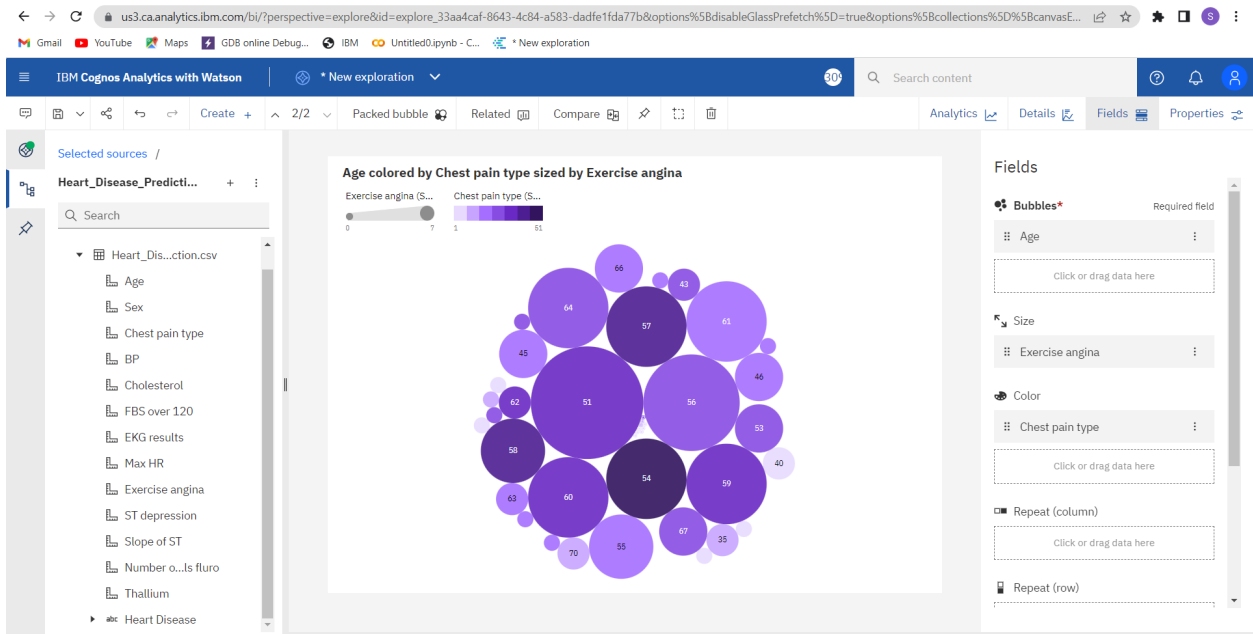 us3.ca.analytics.ibm.com/bi/?perspective=explore&id=explore_33aa4caf-8643-4c84-a583-dadfe1fda77b&options%5BdisableGlassPrefetch%5D=true&options%5Bcollections%5D%5BcanvasE...
S
Gmail YouTube Maps GDB online Debug... IBM Untitled0.ipynb - C... * New exploration
IBM Cognos Analytics with Watson * New exploration Search content
Create + 2/2 Packed bubble Related Compare Analytics Details Fields Properties
Selected sources /
Heart_Disease_Predicti...
Search
Heart_Dis...ction.csv
Age
Sex
Chest pain type
BP
Cholesterol
FBS over 120
EKG results
Max HR
Exercise angina
ST depression
Slope of ST
Number o...ls fluro
Thallium
abc Heart Disease
Age colored by Chest pain type sized by Exercise angina
Exercise angina (S... Chest pain type (S...
0 7 1 51
66
43
64
57
61
45
46
62
51
56
53
58
40
54
59
60
63
67
35
55
70
Fields
Bubbles* Required field
Age
Click or drag data here
Size
Exercise angina
Color
Chest pain type
Click or drag data here
Repeat (column)
Click or drag data here
Repeat (row)